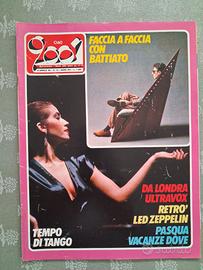 CIAO
2001
FACCIA A FACCIA
CON
BATTIATO
DA LONDRA
ULTRAVOX
RETRO'
LED ZEPPELIN
PASQUA
VACANZE DOVE
TEMPO
DI TANGO